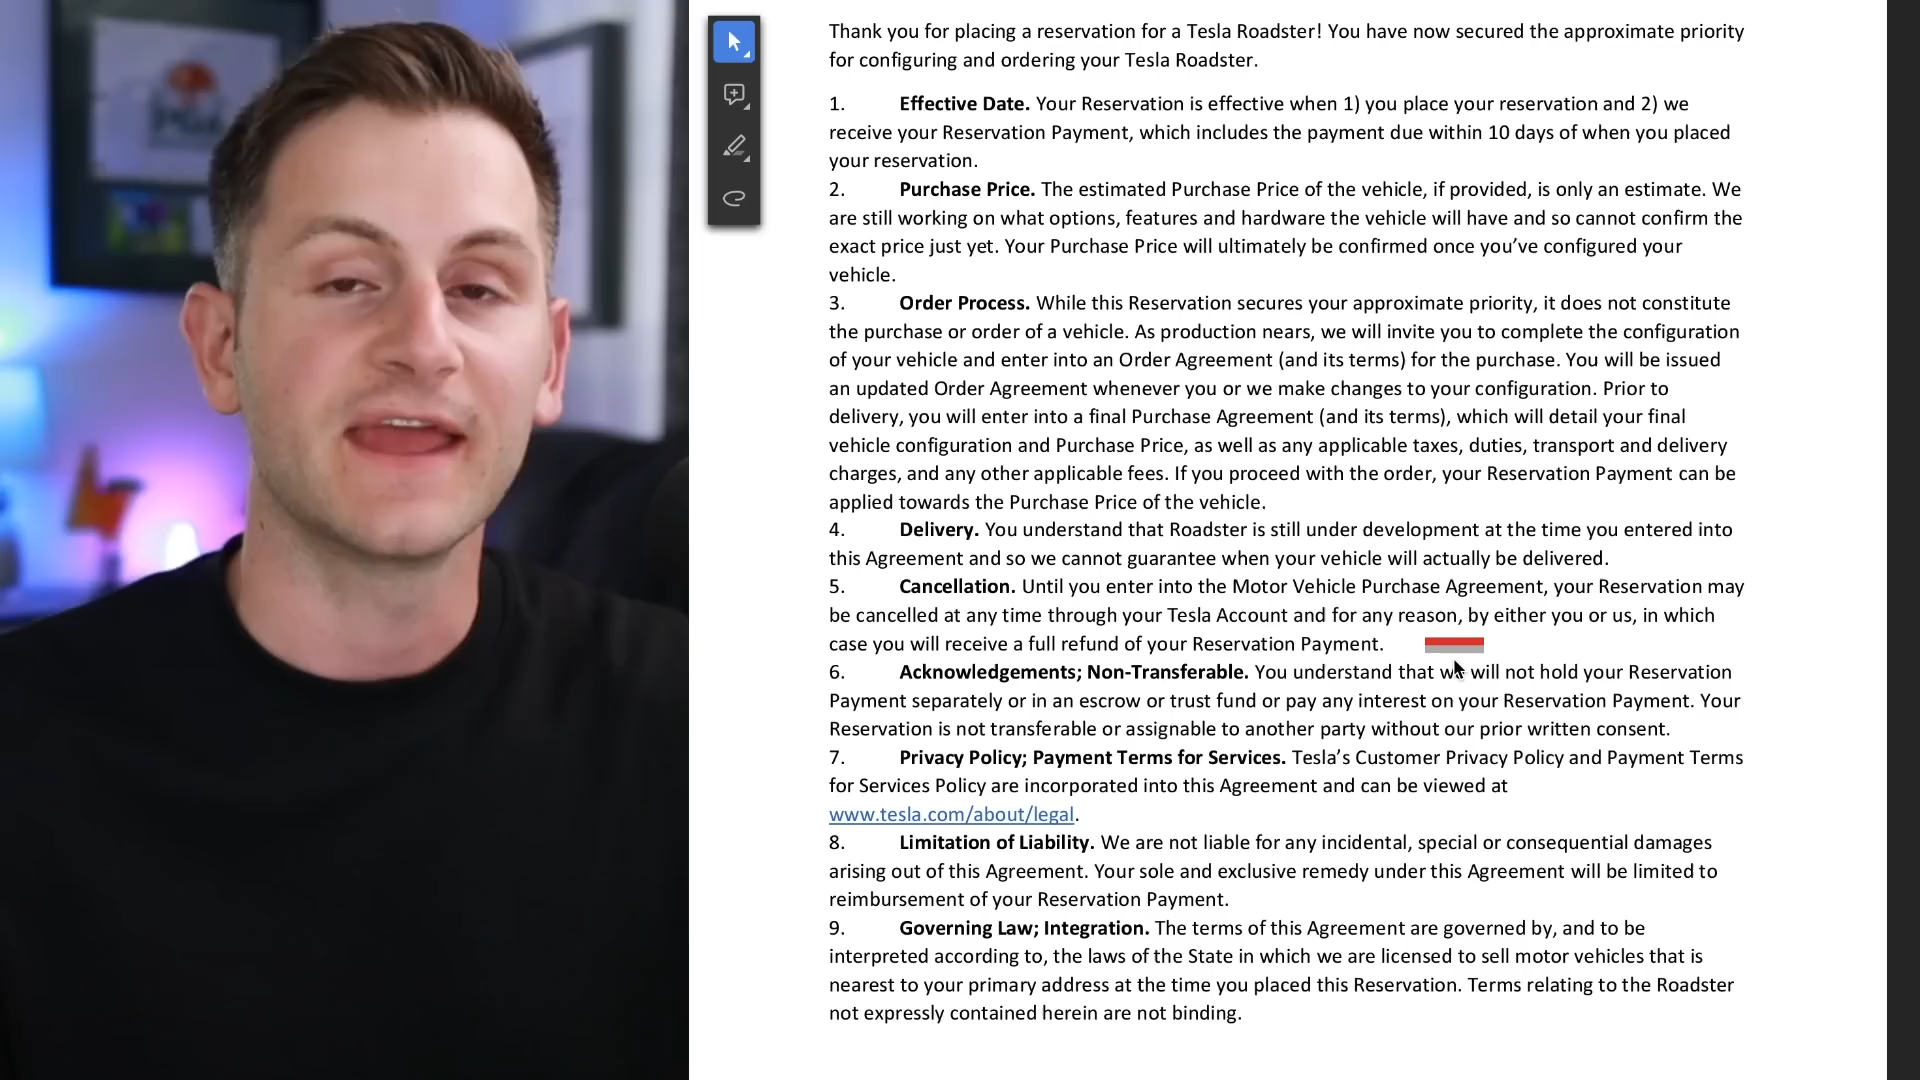 Thank you for placing a reservation for a Tesla Roadster! You have now secured the approximate priority
for configuring and ordering your Tesla Roadster.
1. Effective Date. Your Reservation is effective when 1) you place your reservation and 2) we
receive your Reservation Payment, which includes the payment due within 10 days of when you placed
your reservation.
2. Purchase Price. The estimated Purchase Price of the vehicle, if provided, is only an estimate. We
are still working on what options, features and hardware the vehicle will have and so cannot confirm the
exact price just yet. Your Purchase Price will ultimately be confirmed once you’ve configured your
vehicle.
3. Order Process. While this Reservation secures your approximate priority, it does not constitute
the purchase or order of a vehicle. As production nears, we will invite you to complete the configuration
of your vehicle and enter into an Order Agreement (and its terms) for the purchase. You will be issued
an updated Order Agreement whenever you or we make changes to your configuration. Prior to
delivery, you will enter into a final Purchase Agreement (and its terms), which will detail your final
vehicle configuration and Purchase Price, as well as any applicable taxes, duties, transport and delivery
charges, and any other applicable fees. If you proceed with the order, your Reservation Payment can be
applied towards the Purchase Price of the vehicle.
4. Delivery. You understand that Roadster is still under development at the time you entered into
this Agreement and so we cannot guarantee when your vehicle will actually be delivered.
5. Cancellation. Until you enter into the Motor Vehicle Purchase Agreement, your Reservation may
be cancelled at any time through your Tesla Account and for any reason, by either you or us, in which
case you will receive a full refund of your Reservation Payment.
6. Acknowledgements; Non-Transferable. You understand that we will not hold your Reservation
Payment separately or in an escrow or trust fund or pay any interest on your Reservation Payment. Your
Reservation is not transferable or assignable to another party without our prior written consent.
7. Privacy Policy; Payment Terms for Services. Tesla’s Customer Privacy Policy and Payment Terms
for Services Policy are incorporated into this Agreement and can be viewed at
www.tesla.com/about/legal.
8. Limitation of Liability. We are not liable for any incidental, special or consequential damages
arising out of this Agreement. Your sole and exclusive remedy under this Agreement will be limited to
reimbursement of your Reservation Payment.
9. Governing Law; Integration. The terms of this Agreement are governed by, and to be
interpreted according to, the laws of the State in which we are licensed to sell motor vehicles that is
nearest to your primary address at the time you placed this Reservation. Terms relating to the Roadster
not expressly contained herein are not binding.